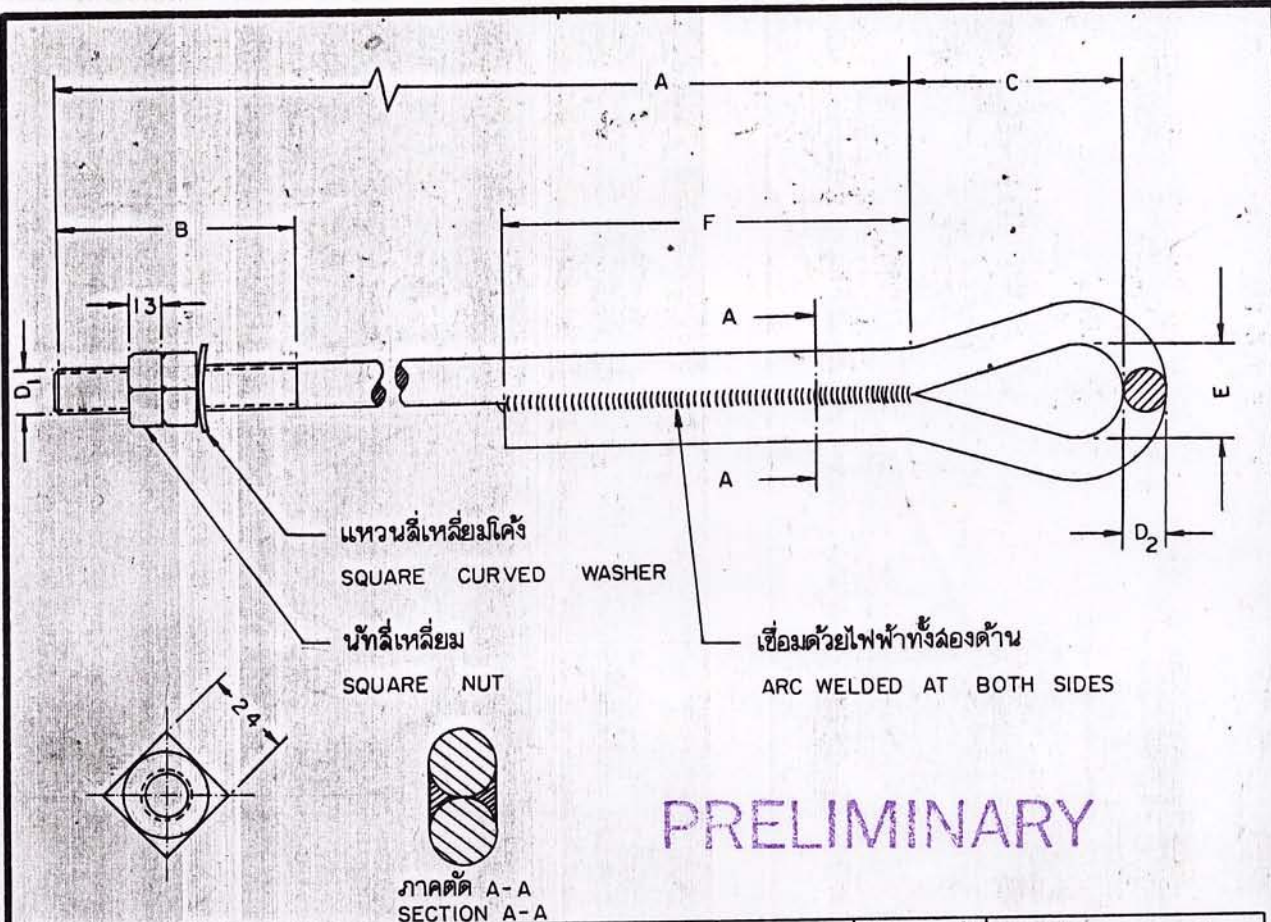 A
C
B
F
13
A
D1
E
A
D2
แหวนสี่เหลี่ยมโค้ง
SQUARE CURVED WASHER
นัทสี่เหลี่ยม
SQUARE NUT
เชื่อมด้วยไฟฟ้าทั้งสองด้าน
ARC WELDED AT BOTH SIDES
24
PRELIMINARY
ภาคตัด A-A
SECTION A-A